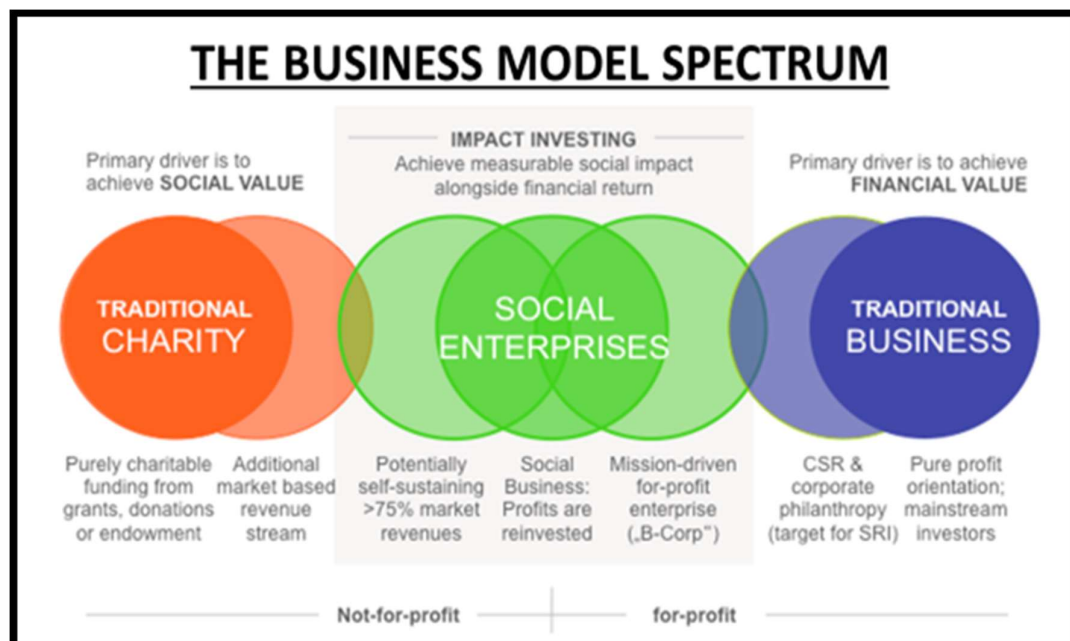 THE BUSINESS MODEL SPECTRUM
IMPACT INVESTING
Achieve measurable social impact
alongside financial return
Primary driver is to
achieve SOCIAL VALUE
Primary driver is to achieve
FINANCIAL VALUE
TRADITIONAL
CHARITY
SOCIAL
ENTERPRISES
TRADITIONAL
BUSINESS
Purely charitable
funding from
grants, donations
or endowment
Additional
market based
revenue
stream
Potentially
self-sustaining
>75% market
revenues
Social
Business:
Profits are
reinvested
Mission-driven
for-profit
enterprise
(„B-Corp“)
CSR &
corporate
philanthropy
(target for SRI)
Pure profit
orientation;
mainstream
investors
Not-for-profit
for-profit